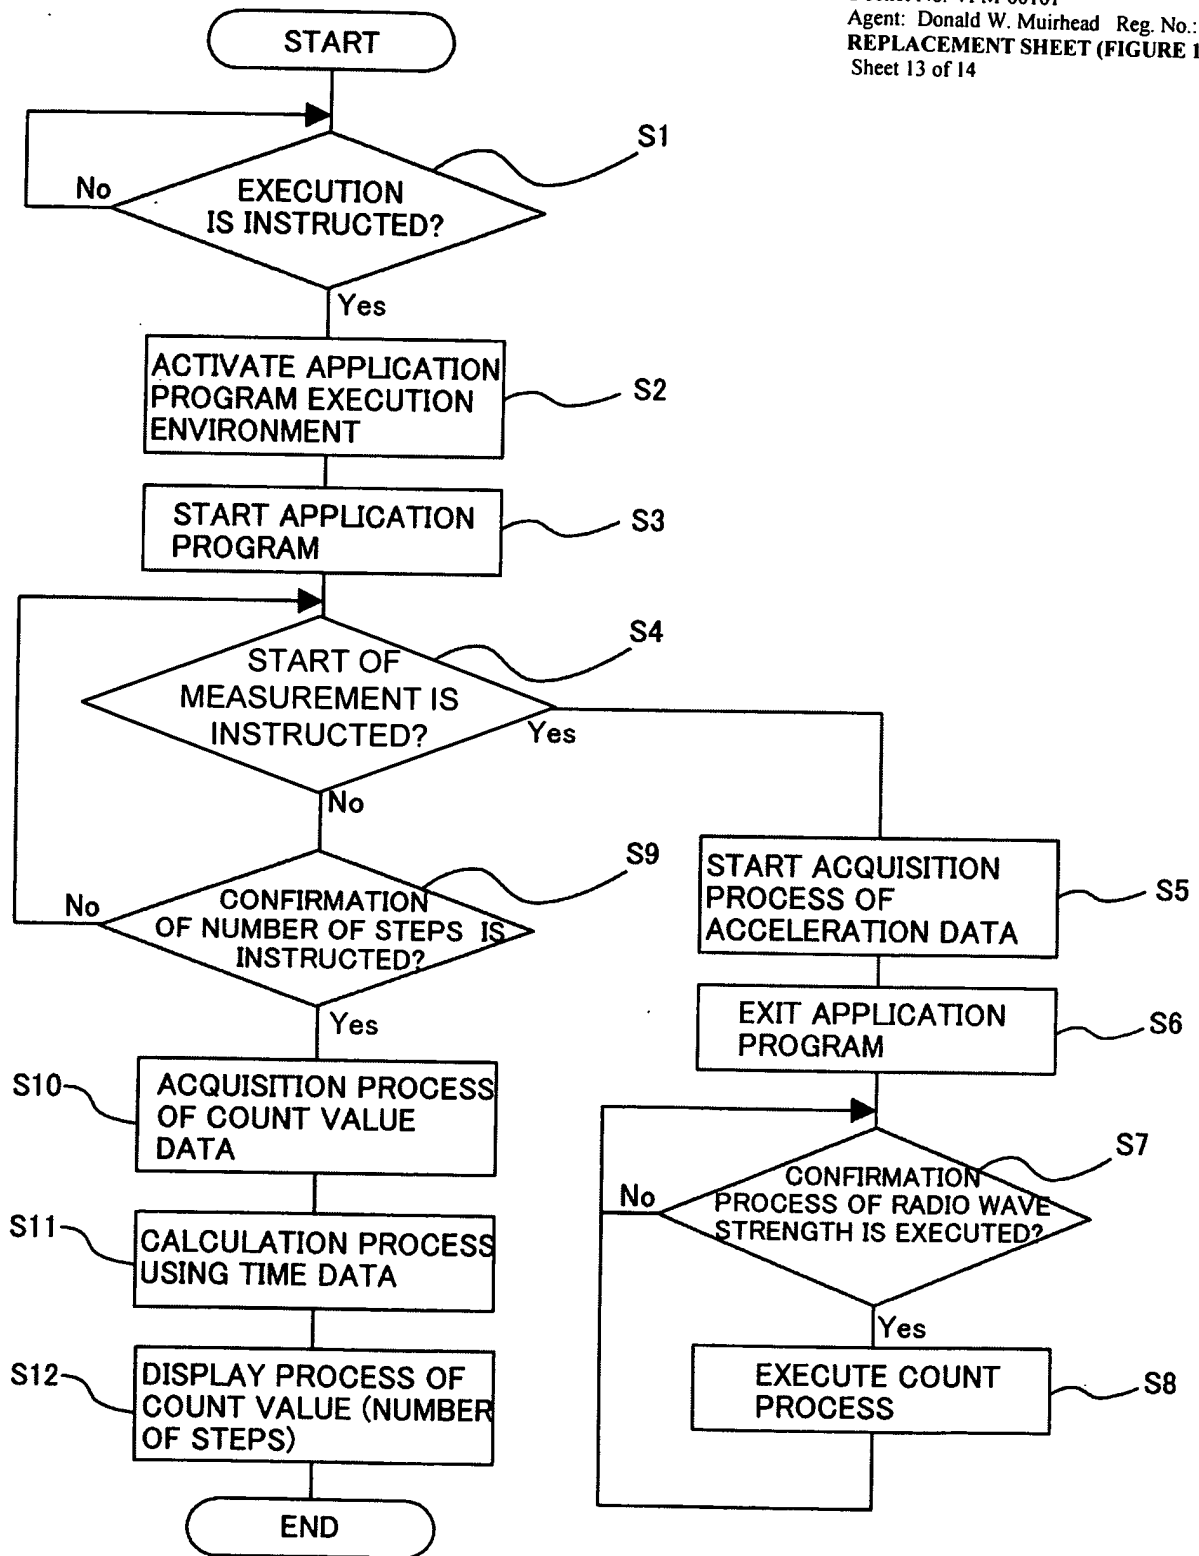 Agent: Donald W. Muirhead Reg. No.:
REPLACEMENT SHEET (FIGURE 1
Sheet 13 of 14
START
S1
No
EXECUTION
IS INSTRUCTED?
Yes
ACTIVATE APPLICATION
PROGRAM EXECUTION
ENVIRONMENT
S2
START APPLICATION
PROGRAM
S3
S4
START OF
MEASUREMENT IS
INSTRUCTED?
Yes
No
S9
No
CONFIRMATION
OF NUMBER OF STEPS IS
INSTRUCTED?
Yes
START ACQUISITION
PROCESS OF
ACCELERATION DATA
S5
EXIT APPLICATION
PROGRAM
S6
S10
ACQUISITION PROCESS
OF COUNT VALUE
DATA
S7
No
CONFIRMATION
PROCESS OF RADIO WAVE
STRENGTH IS EXECUTED?
Yes
S11
CALCULATION PROCESS
USING TIME DATA
S12
DISPLAY PROCESS OF
COUNT VALUE (NUMBER
OF STEPS)
EXECUTE COUNT
PROCESS
S8
END